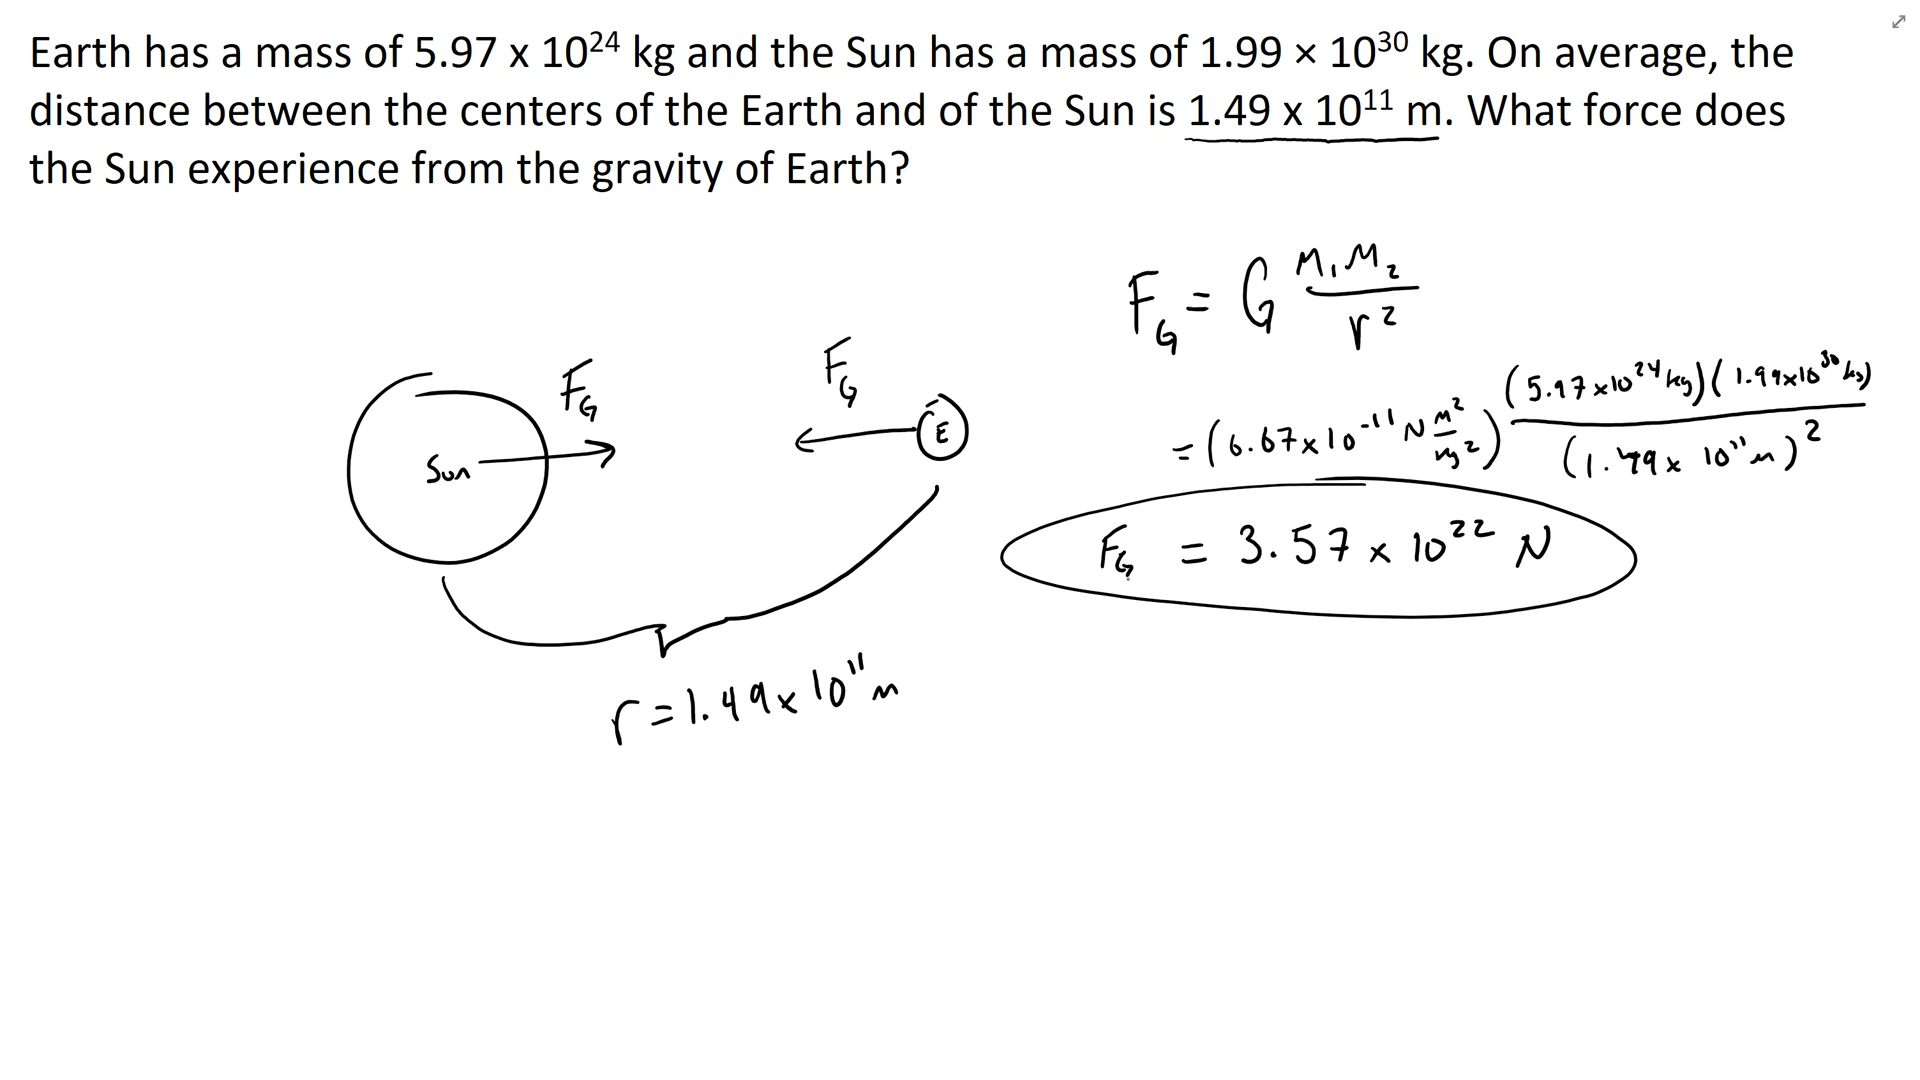 Earth has a mass of 5.97 x 10²⁴ kg and the Sun has a mass of 1.99 × 10³⁰ kg. On average, the
distance between the centers of the Earth and of the Sun is 1.49 x 10¹¹ m. What force does
the Sun experience from the gravity of Earth?
F_G = G M₁M₂ / r²
F_G
F_G
Sun
E
= (6.67x10⁻¹¹ N m²/kg²) (5.97x10²⁴ kg)(1.99x10³⁰ kg) / (1.49x 10¹¹ m)²
F_G = 3.57 x 10²² N
r = 1.49x 10¹¹ m